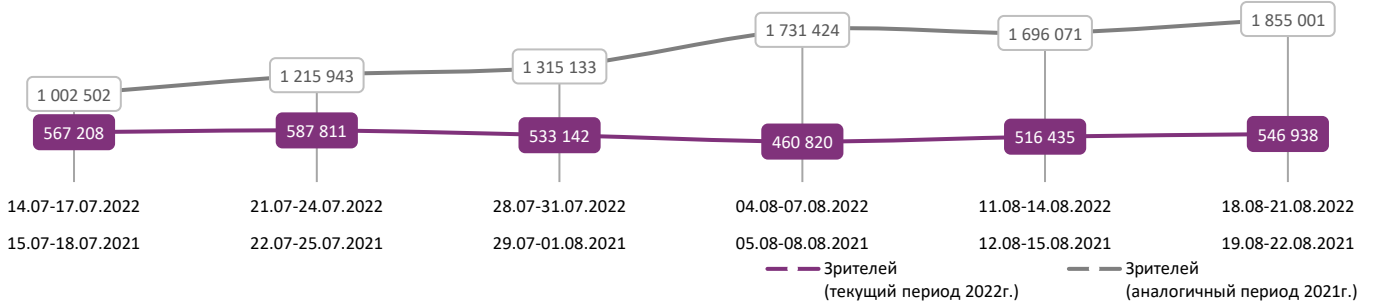 1 002 502
1 215 943
1 315 133
1 731 424
1 696 071
1 855 001
567 208
587 811
533 142
460 820
516 435
546 938
14.07-17.07.2022
21.07-24.07.2022
28.07-31.07.2022
04.08-07.08.2022
11.08-14.08.2022
18.08-21.08.2022
15.07-18.07.2021
22.07-25.07.2021
29.07-01.08.2021
05.08-08.08.2021
12.08-15.08.2021
19.08-22.08.2021
Зрителей
(текущий период 2022г.)
Зрителей
(аналогичный период 2021г.)